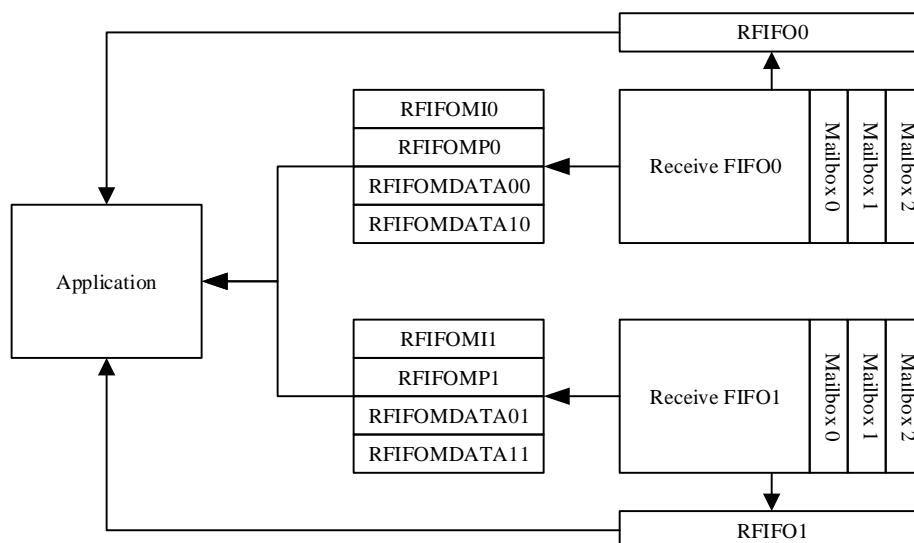 RFIFO0
RFIFOMI0
RFIFOMP0
RFIFOMDATA00
RFIFOMDATA10
Receive FIFO0
Mailbox 0
Mailbox 1
Mailbox 2
Application
RFIFOMI1
RFIFOMP1
RFIFOMDATA01
RFIFOMDATA11
Receive FIFO1
Mailbox 0
Mailbox 1
Mailbox 2
RFIFO1